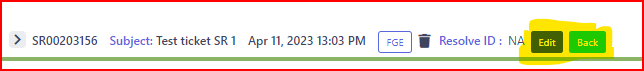 SR00203156 Subject: Test ticket SR 1 Apr 11, 2023 13:03 PM FGE Resolve ID : NA Edit Back